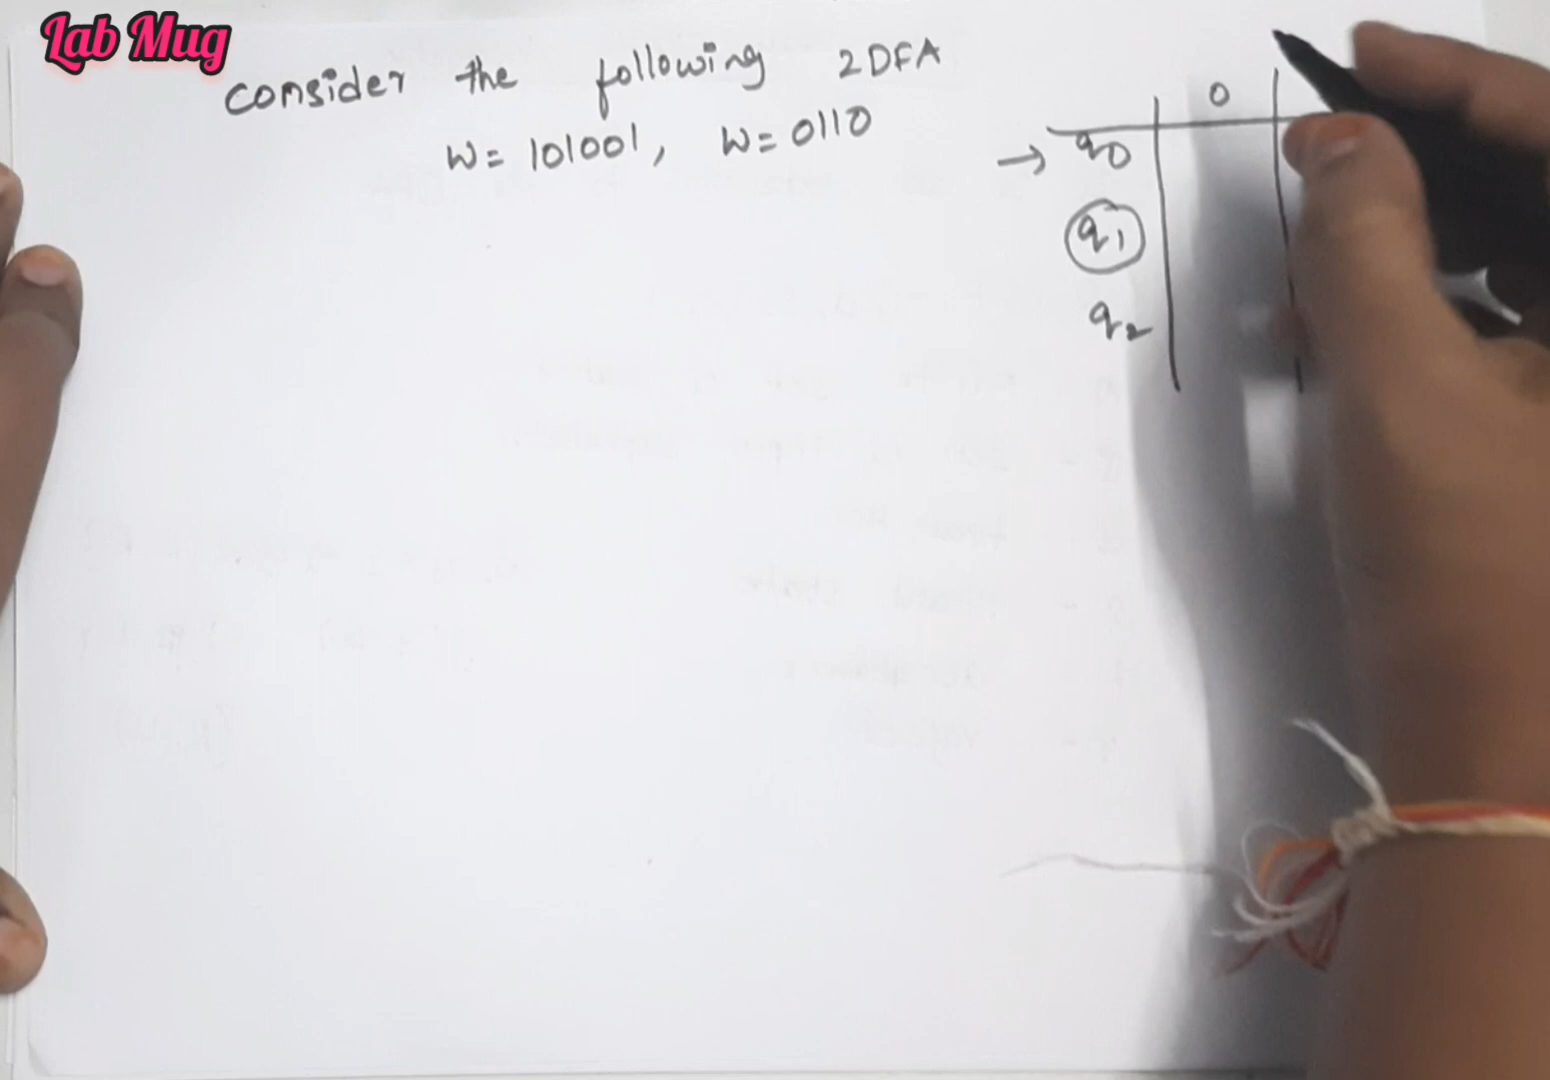 Lab Mug
consider the following 2DFA
W = 101001, W = 0110
0
→ q0
q1
q2